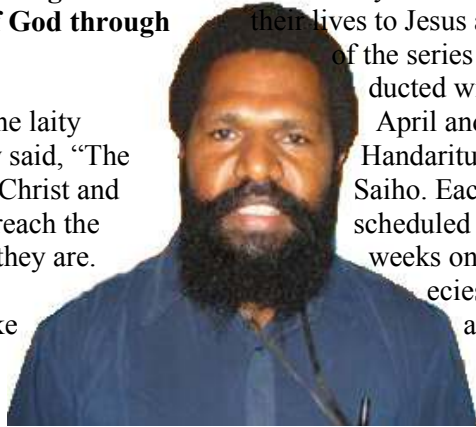 f God through
he laity
y said, “The
Christ and
reach the
they are.
ke
their lives to Jesus a
of the series
ducted w
April and
Handaritu
Saiho. Eac
scheduled
weeks on
ecies
a